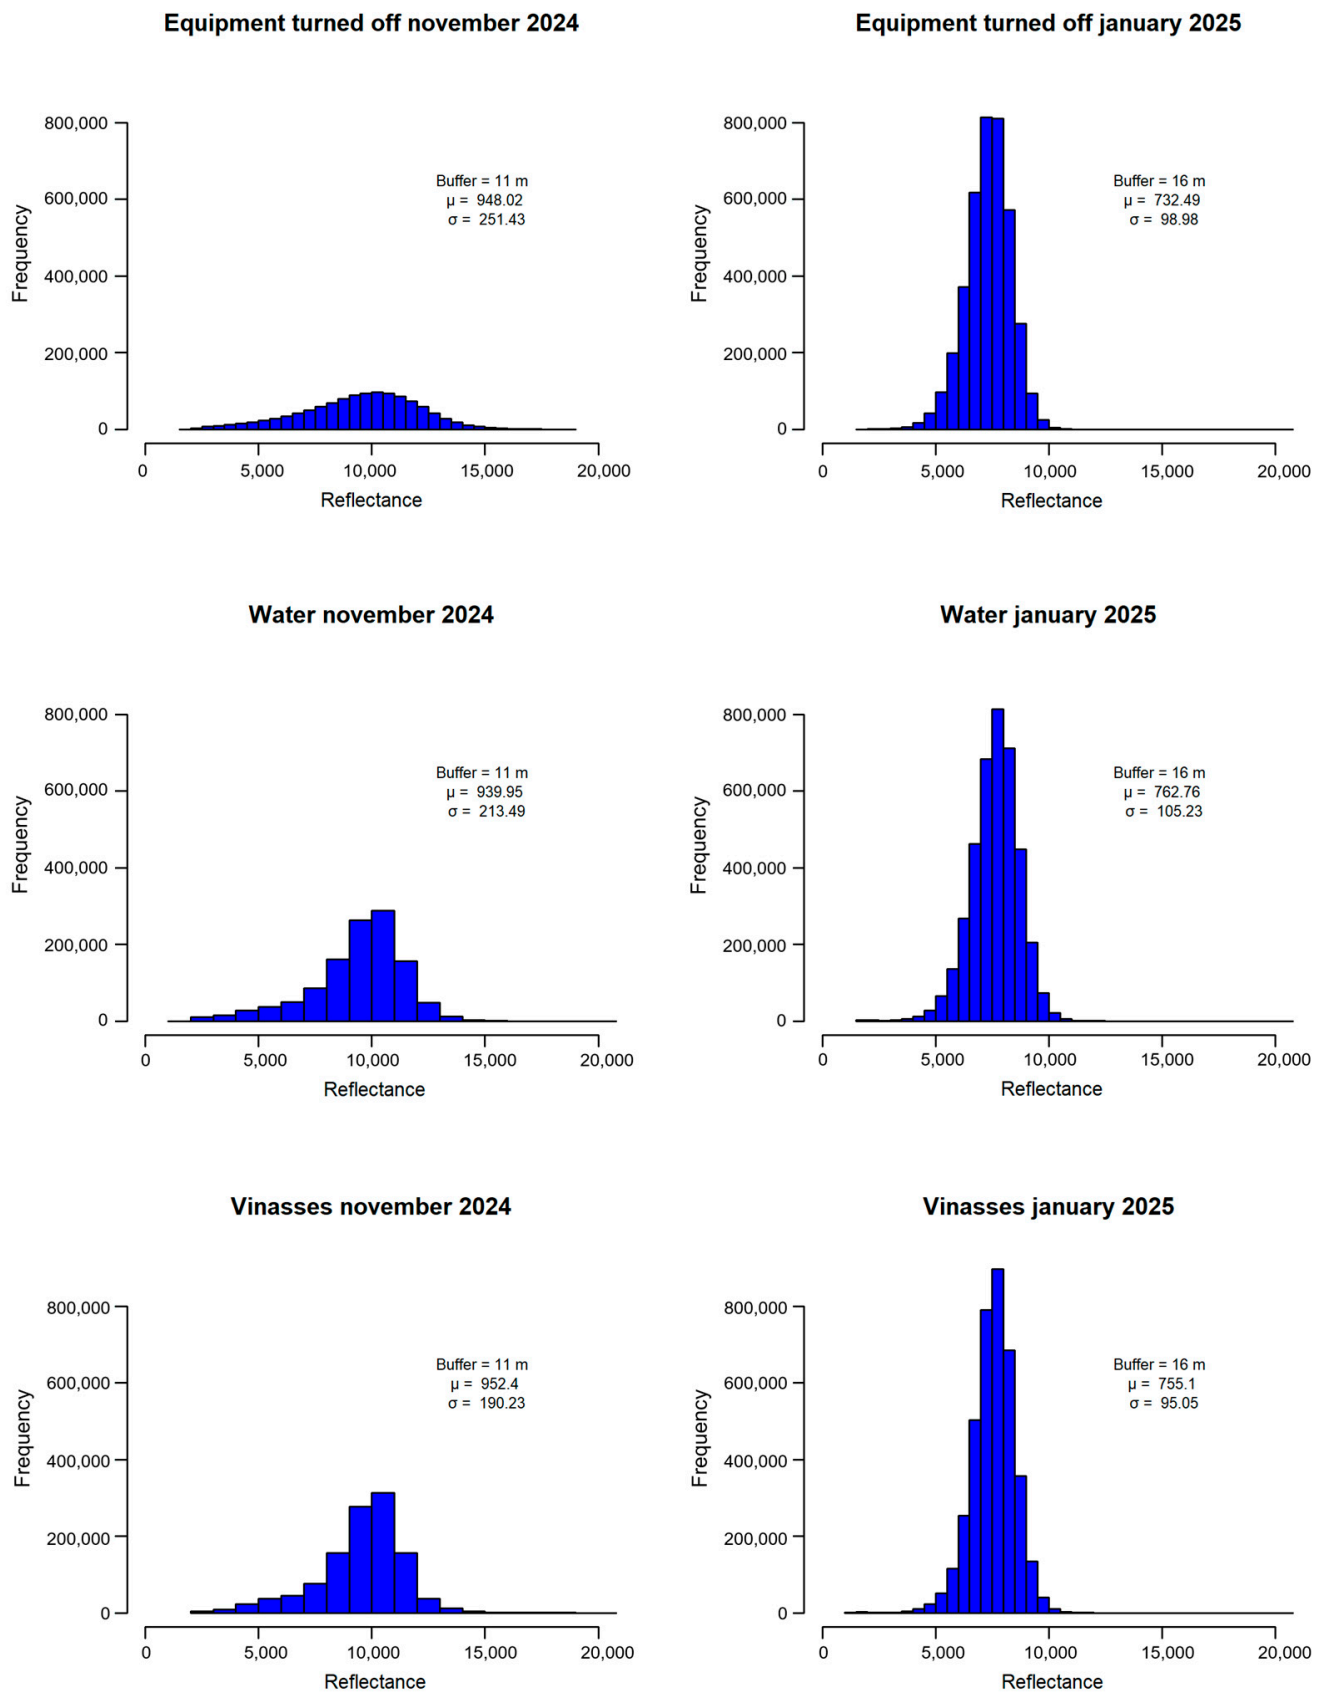 Equipment turned off november 2024
800,000
600,000
400,000
200,000
0
Frequency
Buffer = 11 m
μ = 948.02
σ = 251.43
0 5,000 10,000 15,000 20,000
Reflectance
Equipment turned off january 2025
800,000
600,000
400,000
200,000
0
Frequency
Buffer = 16 m
μ = 732.49
σ = 98.98
0 5,000 10,000 15,000 20,000
Reflectance
Water november 2024
800,000
600,000
400,000
200,000
0
Frequency
Buffer = 11 m
μ = 939.95
σ = 213.49
0 5,000 10,000 15,000 20,000
Reflectance
Water january 2025
800,000
600,000
400,000
200,000
0
Frequency
Buffer = 16 m
μ = 762.76
σ = 105.23
0 5,000 10,000 15,000 20,000
Reflectance
Vinasses november 2024
800,000
600,000
400,000
200,000
0
Frequency
Buffer = 11 m
μ = 952.4
σ = 190.23
0 5,000 10,000 15,000 20,000
Reflectance
Vinasses january 2025
800,000
600,000
400,000
200,000
0
Frequency
Buffer = 16 m
μ = 755.1
σ = 95.05
0 5,000 10,000 15,000 20,000
Reflectance